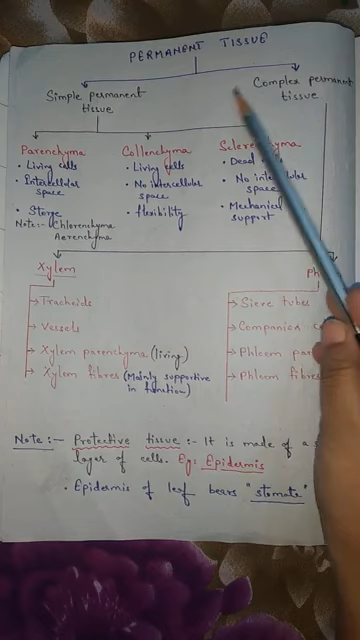 PERMANENT TISSUE
Simple permanent tissue
Complex permanent tissue
Parenchyma
• Living cells
• Intercellular space
• Storge
Note:- Chlorenchyma
Aerenchyma
Collenchyma
• Living cells
• No intercellular space
• flexibility
• Dead
• No space
• Mechanical support
Xylem
→ Tracheids
→ Vessels
→ Xylem parenchyma (living)
→ Xylem fibres (Mainly supportive in function)
→ Sieve tubes
→ Companion
→ Phloem
→ Phloem fibres
Note:- Protective tissue :- It is made of a
layer of cells. Eg: Epidermis
• Epidermis of leaf bears "stomate"